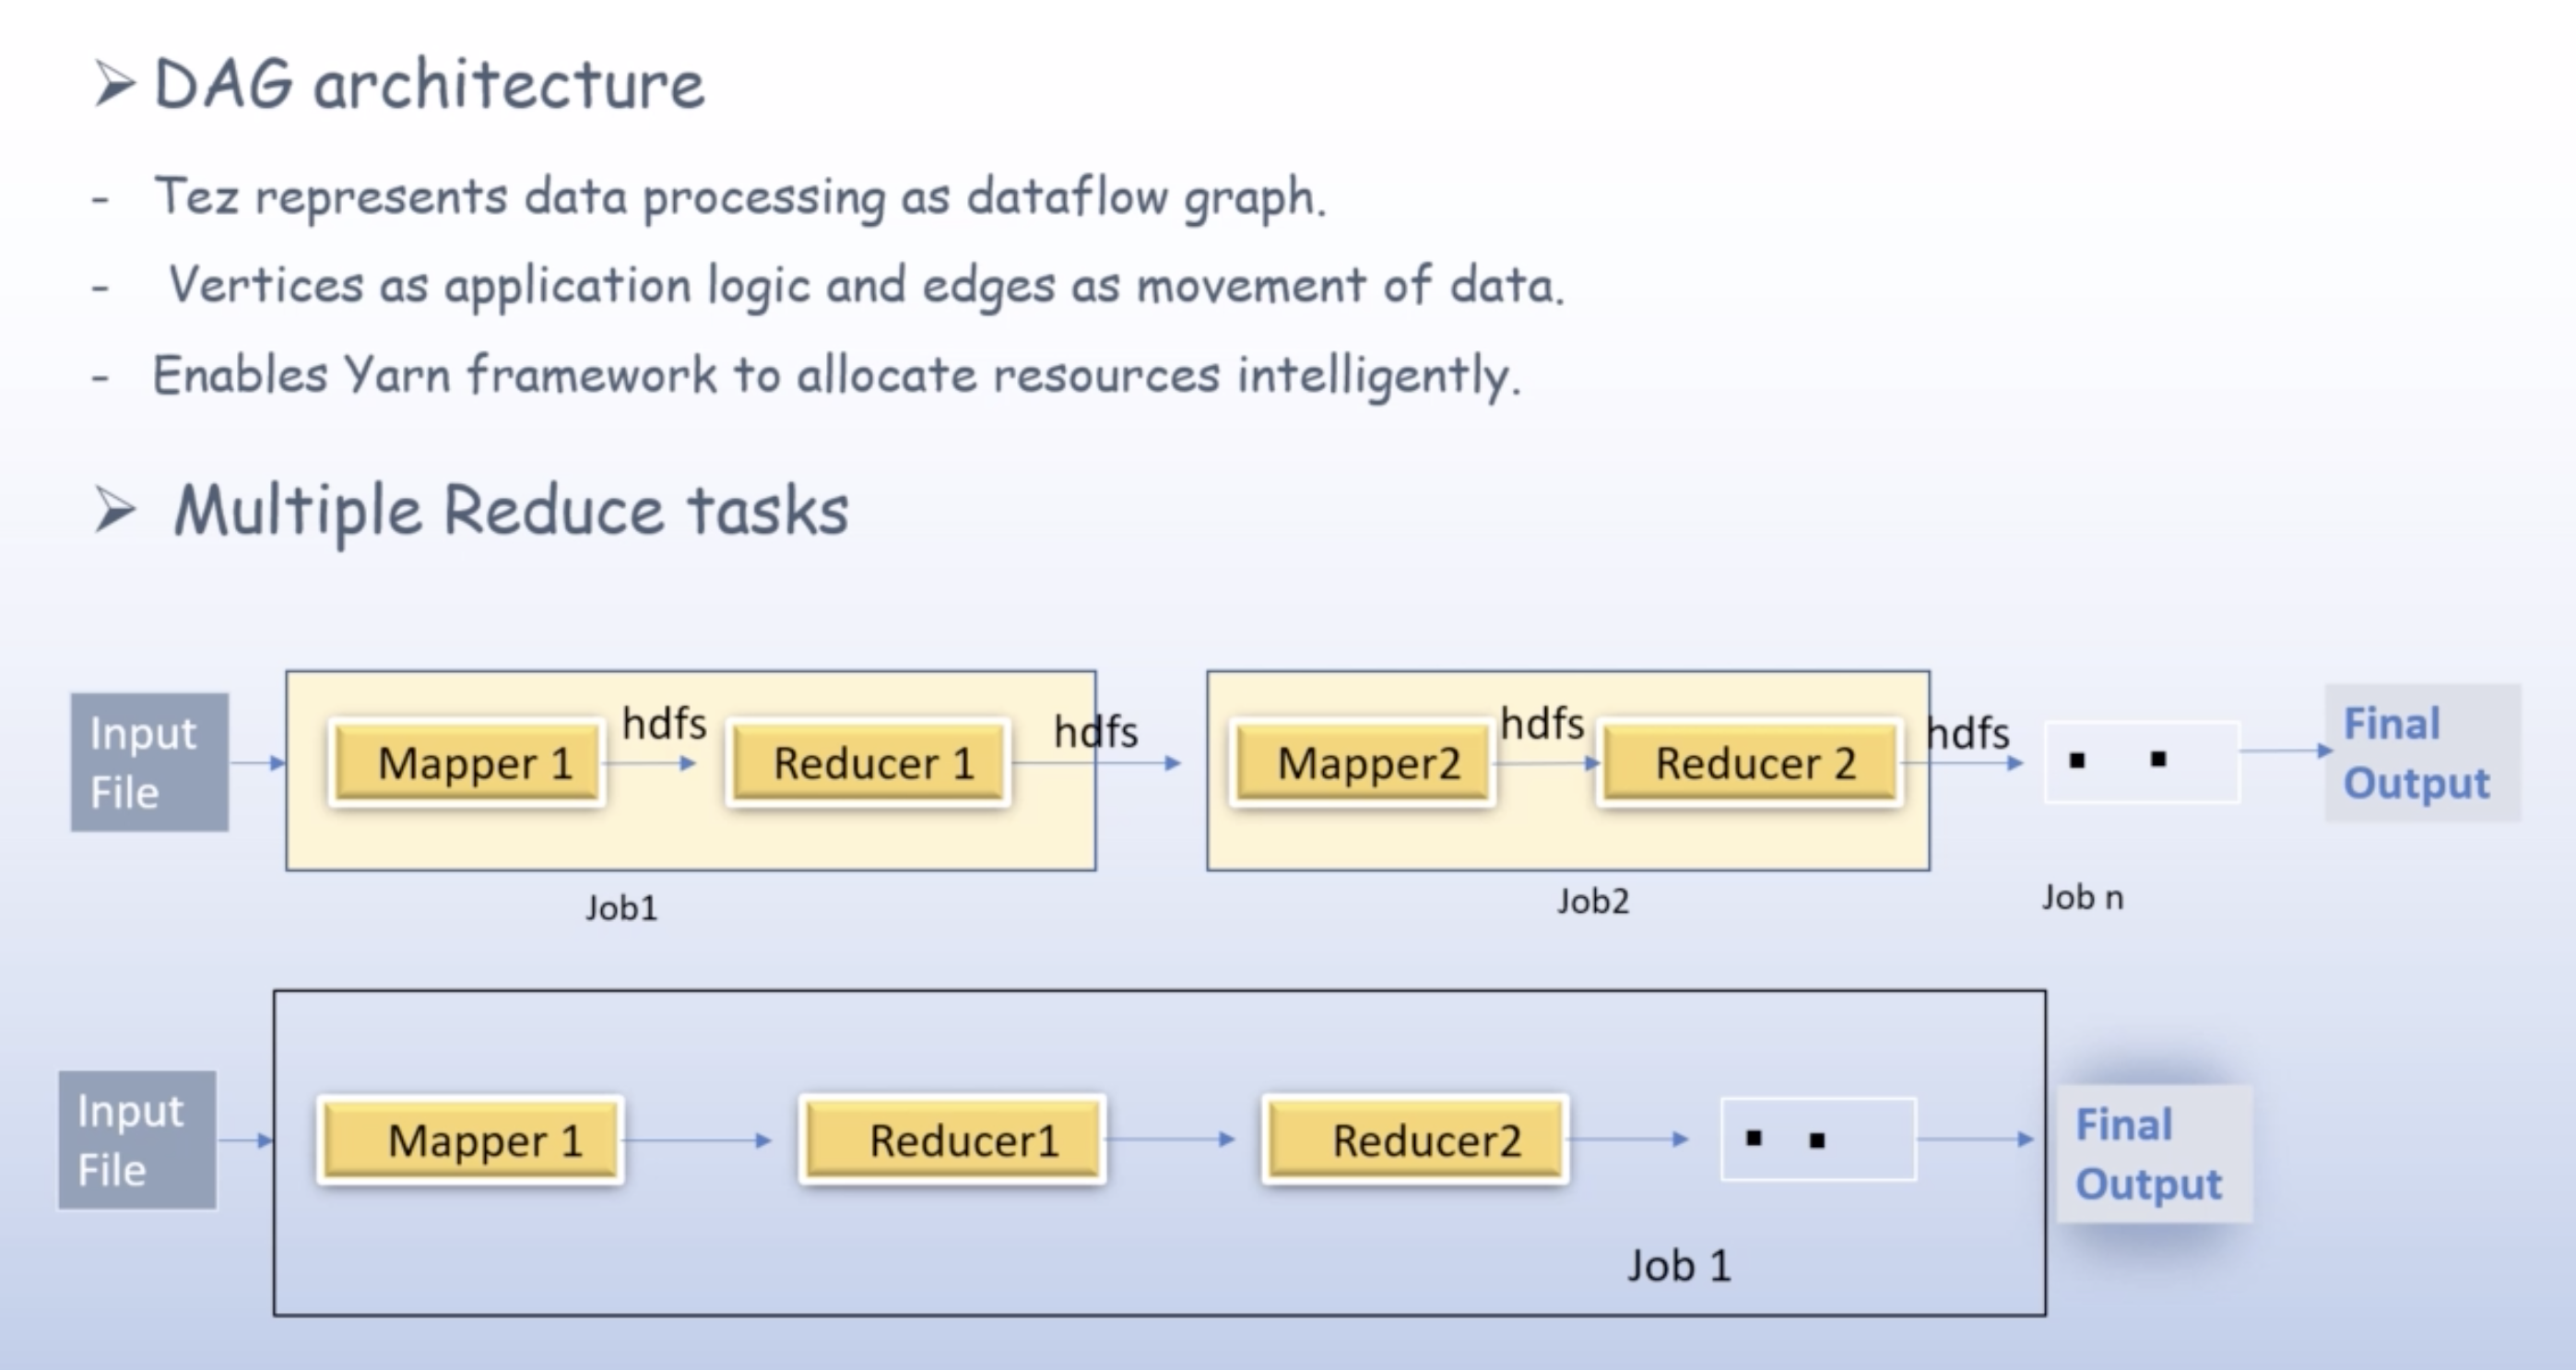 DAG architecture
- Tez represents data processing as dataflow graph.
- Vertices as application logic and edges as movement of data.
- Enables Yarn framework to allocate resources intelligently.
Multiple Reduce tasks
Input
File
Mapper 1
hdfs
Reducer 1
hdfs
Mapper2
hdfs
Reducer 2
hdfs
Final
Output
Job1
Job2
Job n
Input
File
Mapper 1
Reducer1
Reducer2
Final
Output
Job 1